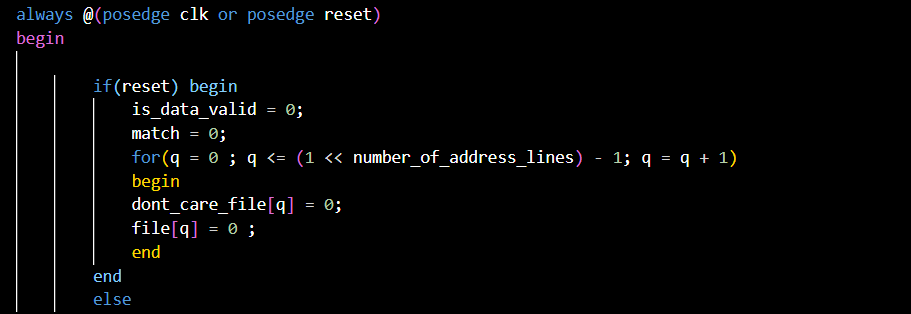 always @(posedge clk or posedge reset)
begin
if(reset) begin
is_data_valid = 0;
match = 0;
for(q = 0 ; q <= (1 << number_of_address_lines) - 1; q = q + 1)
begin
dont_care_file[q] = 0;
file[q] = 0 ;
end
end
else